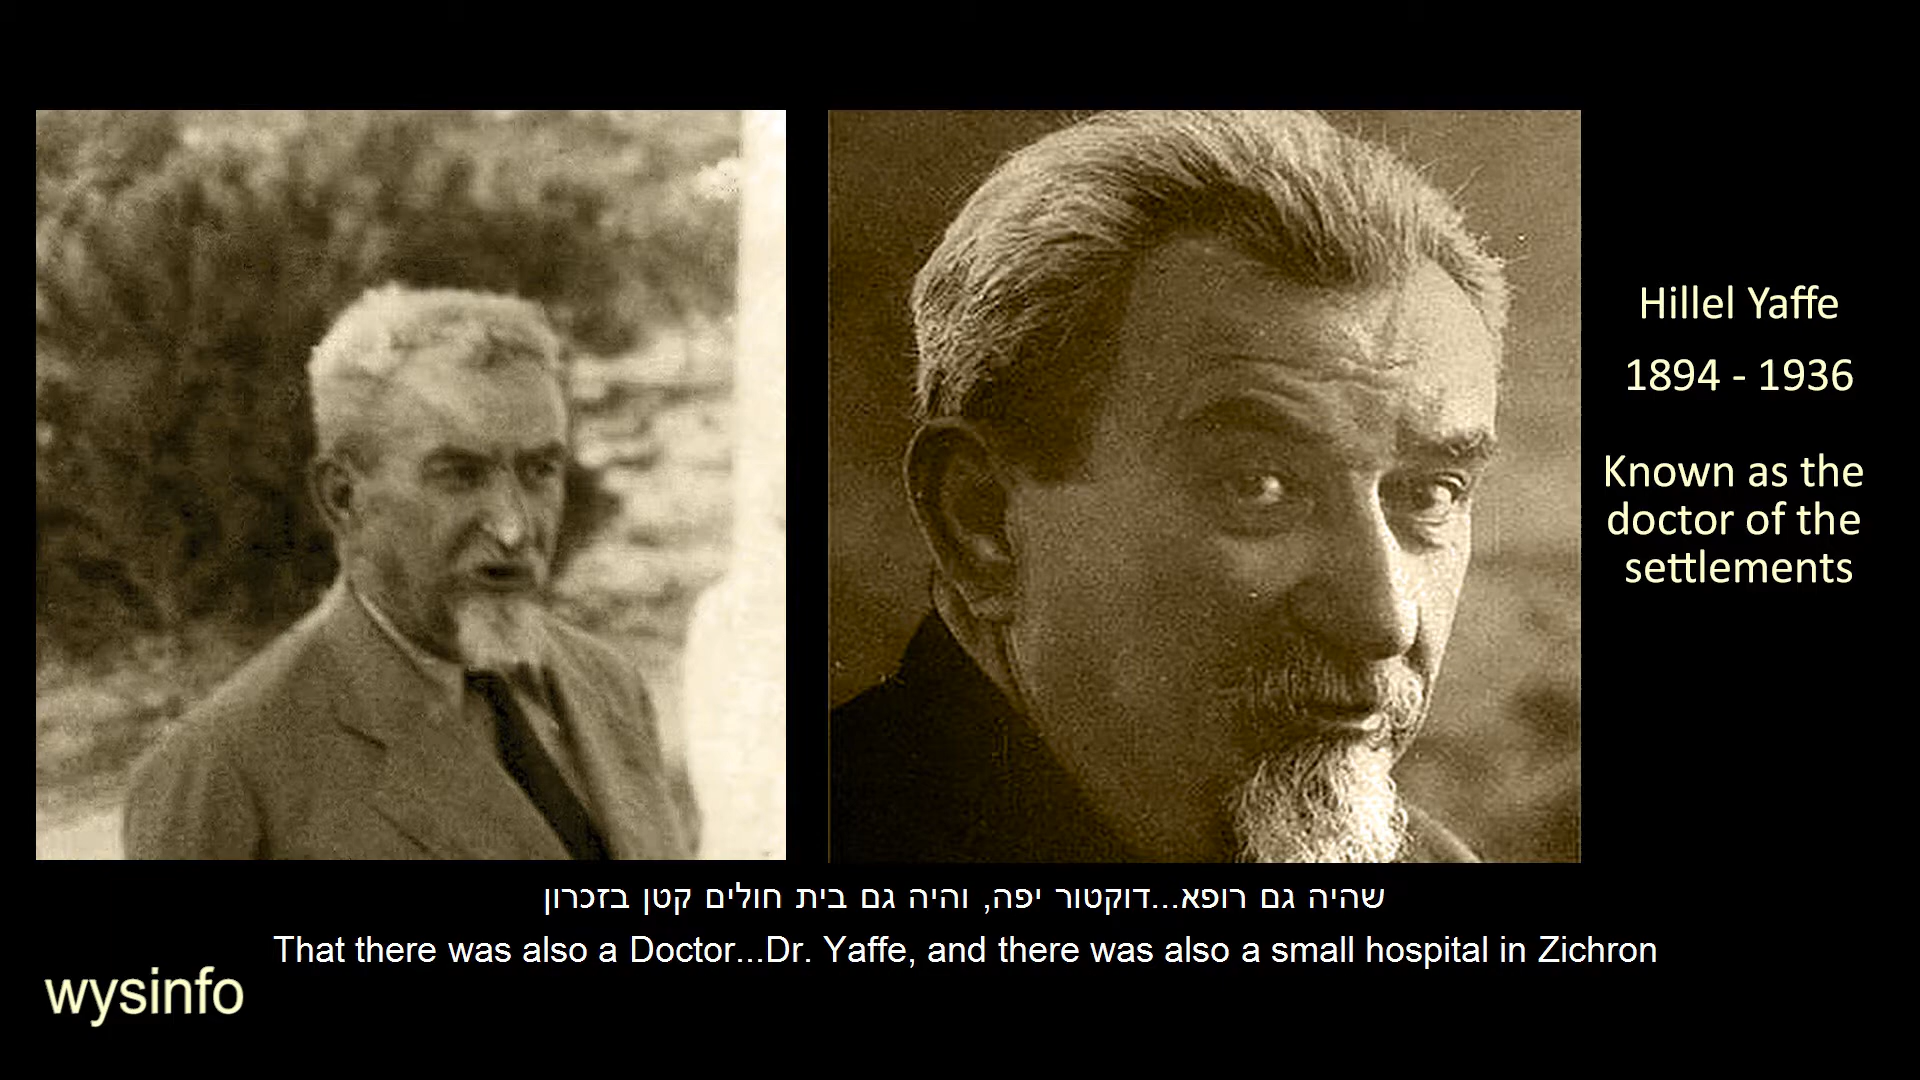 Hillel Yaffe
1894 - 1936
Known as the
doctor of the
settlements
שהיה גם רופא...דוקטור יפה, והיה גם בית חולים קטן בזכרון
That there was also a Doctor...Dr. Yaffe, and there was also a small hospital in Zichron
wysinfo